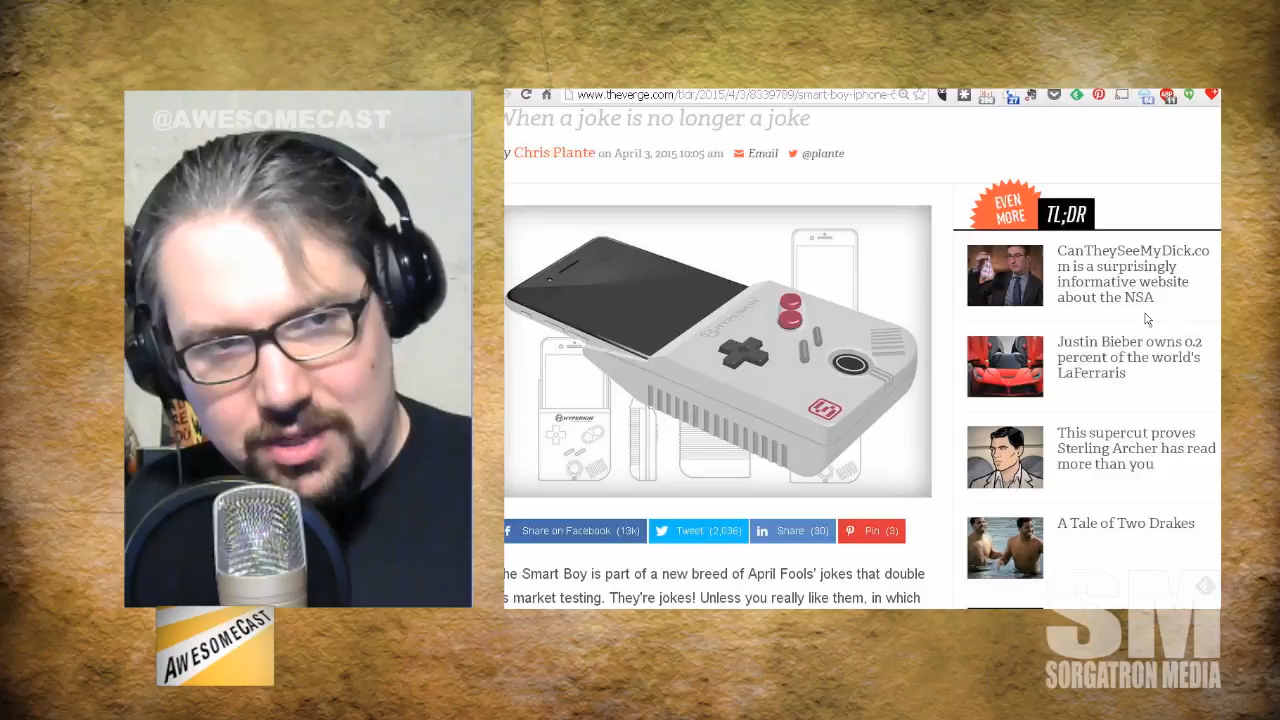 @AWESOMECAST
www.theverge.com/tldr/2015/4/3/8339789/smart-boy-iphone-6
When a joke is no longer a joke
y Chris Plante on April 3, 2015 10:05 am Email @plante
EVEN
MORE
TL;DR
CanTheySeeMyDick.co
m is a surprisingly
informative website
about the NSA
Justin Bieber owns 0.2
percent of the world's
LaFerraris
This supercut proves
Sterling Archer has read
more than you
A Tale of Two Drakes
HYPERKIN
HYPERKIN
Share on Facebook (13k) Tweet (2,036) Share (30) Pin (3)
he Smart Boy is part of a new breed of April Fools' jokes that double
s market testing. They're jokes! Unless you really like them, in which
AWESOMECAST
SM
SORGATRON MEDIA